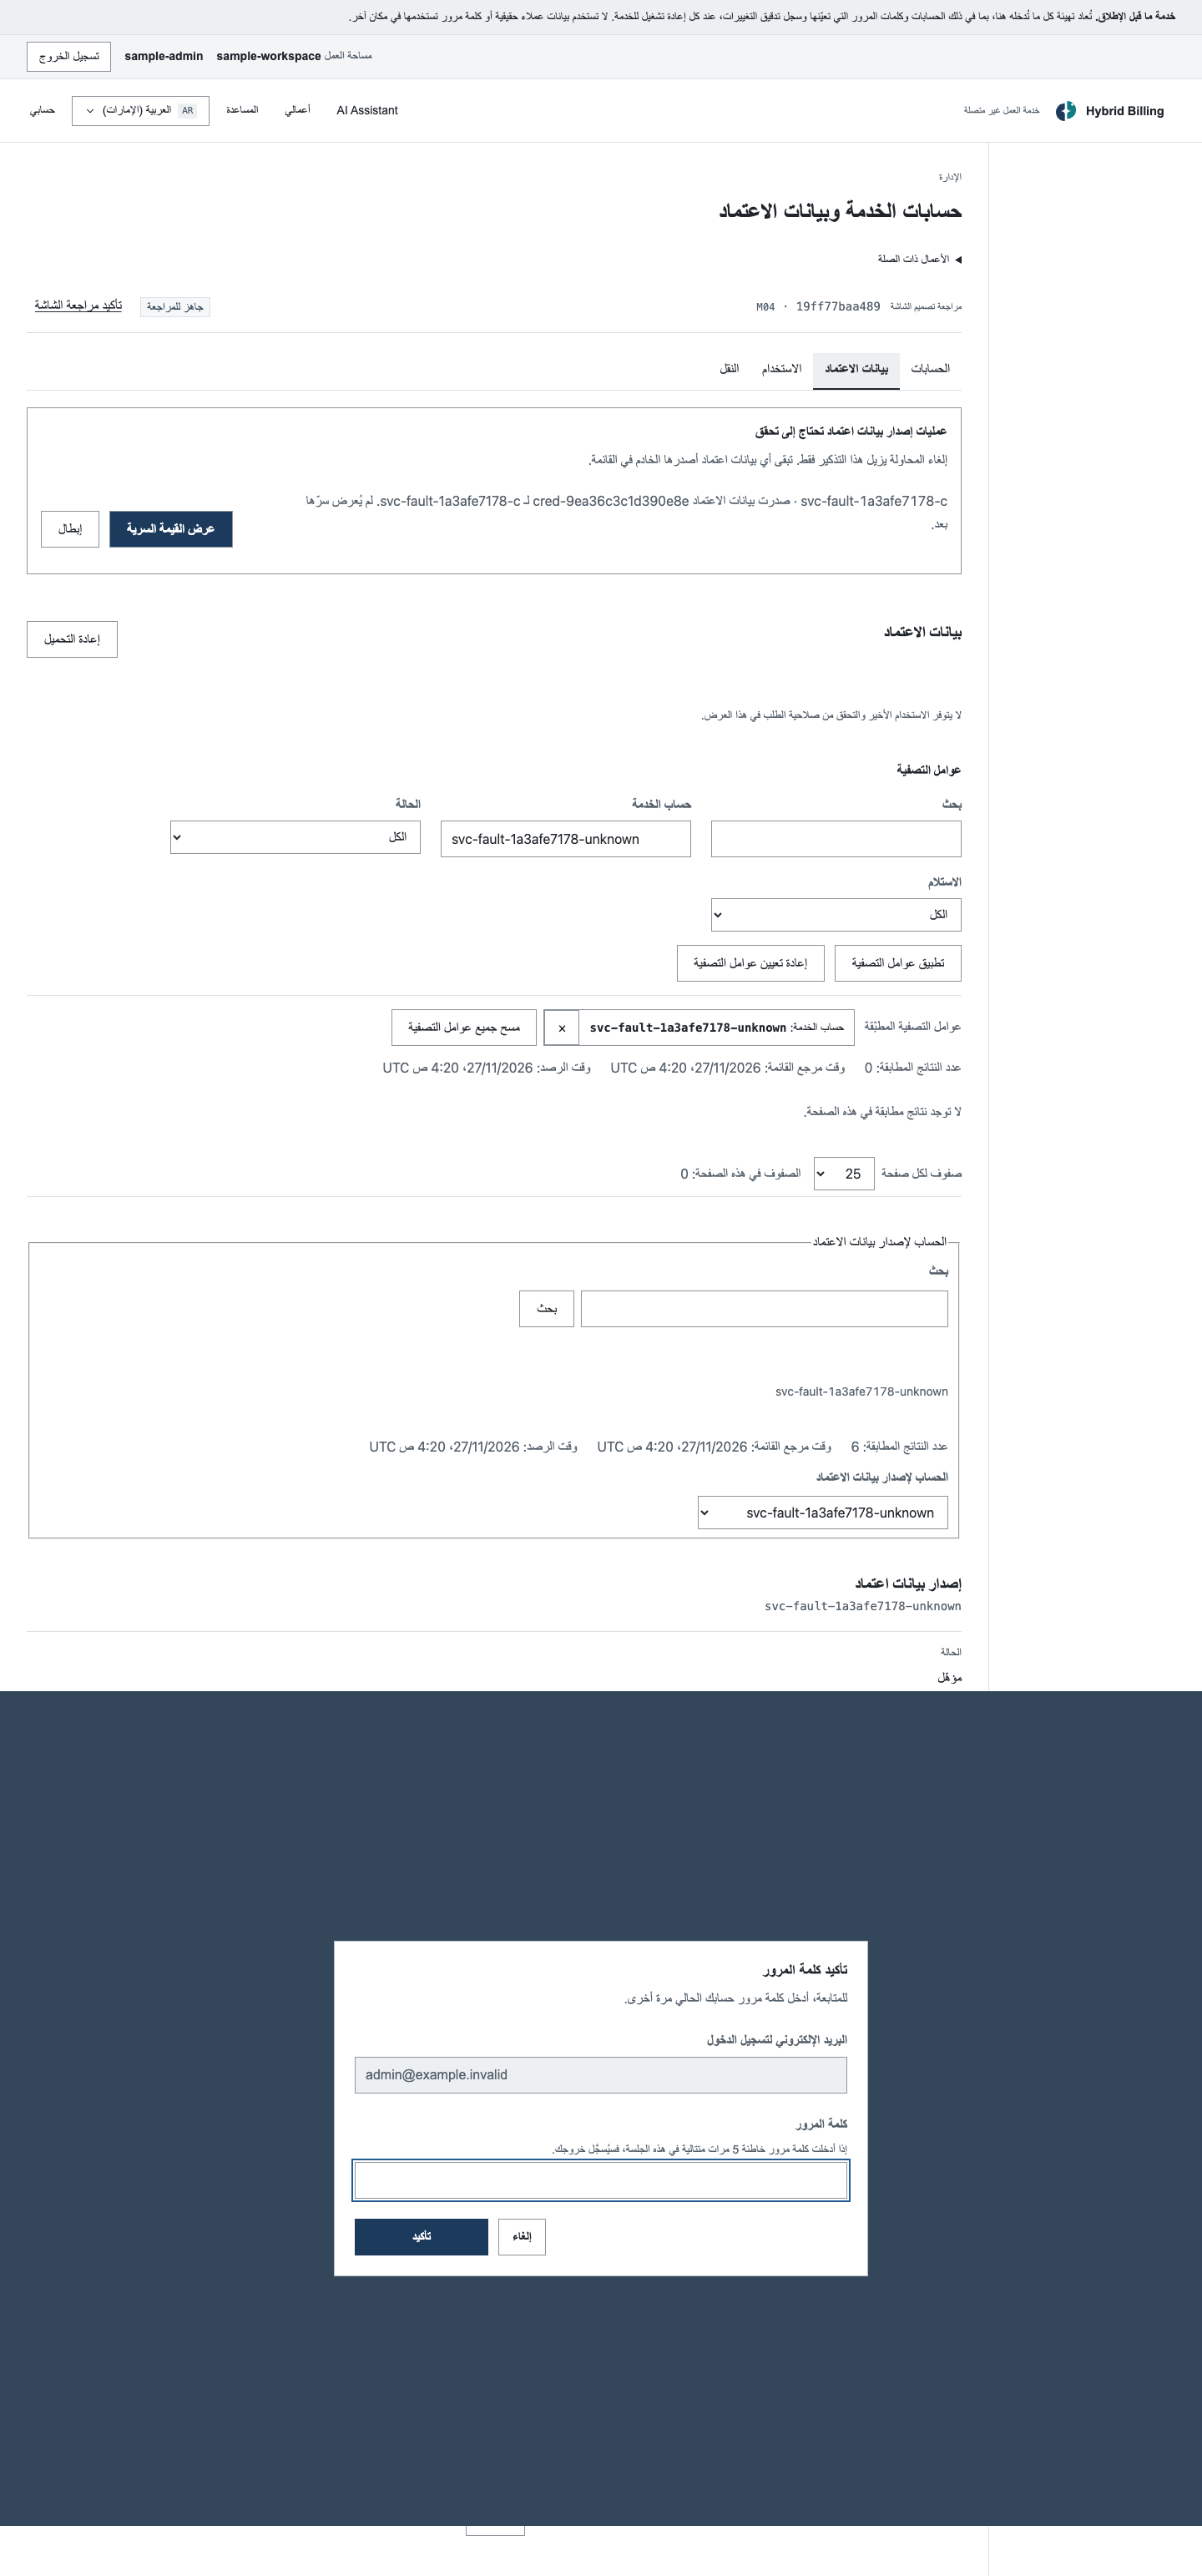 خدمة ما قبل الإطلاق. تُعاد تهيئة كل ما تُدخله هنا، بما في ذلك الحسابات وكلمات المرور التي تعيّنها وسجل تدقيق التغييرات، عند كل إعادة تشغيل للخدمة. لا تستخدم بيانات عملاء حقيقية أو كلمة مرور تستخدمها في مكان آخر.
مساحة العمل sample-workspace sample-admin تسجيل الخروج
Hybrid Billing خدمة العمل غير متصلة AI Assistant أعمالي المساعدة AR العربية (الإمارات) حسابي
الإدارة
حسابات الخدمة وبيانات الاعتماد
الأعمال ذات الصلة
مراجعة تصميم الشاشة M04 · 19ff77baa489 جاهز للمراجعة تأكيد مراجعة الشاشة
الحسابات بيانات الاعتماد الاستخدام النقل
عمليات إصدار بيانات اعتماد تحتاج إلى تحقق
إلغاء المحاولة يزيل هذا التذكير فقط. تبقى أي بيانات اعتماد أصدرها الخادم في القائمة.
svc-fault-1a3afe7178-c · صدرت بيانات الاعتماد cred-9ea36c3c1d390e8e لـ svc-fault-1a3afe7178-c. لم يُعرض سرّها
بعد.
عرض القيمة السرية إبطال
بيانات الاعتماد إعادة التحميل
لا يتوفر الاستخدام الأخير والتحقق من صلاحية الطلب في هذا العرض.
عوامل التصفية
بحث حساب الخدمة الحالة
svc-fault-1a3afe7178-unknown الكل
الاستلام
الكل
تطبيق عوامل التصفية إعادة تعيين عوامل التصفية
عوامل التصفية المطبّقة حساب الخدمة: svc-fault-1a3afe7178-unknown × مسح جميع عوامل التصفية
عدد النتائج المطابقة: 0 وقت مرجع القائمة: 27/11/2026، 4:20 ص UTC وقت الرصد: 27/11/2026، 4:20 ص UTC
لا توجد نتائج مطابقة في هذه الصفحة.
صفوف لكل صفحة 25 الصفوف في هذه الصفحة: 0
الحساب لإصدار بيانات الاعتماد
بحث
بحث
svc-fault-1a3afe7178-unknown
عدد النتائج المطابقة: 6 وقت مرجع القائمة: 27/11/2026، 4:20 ص UTC وقت الرصد: 27/11/2026، 4:20 ص UTC
الحساب لإصدار بيانات الاعتماد
svc-fault-1a3afe7178-unknown
إصدار بيانات اعتماد
svc-fault-1a3afe7178-unknown
الحالة
مؤهّل
تأكيد كلمة المرور
للمتابعة، أدخل كلمة مرور حسابك الحالي مرة أخرى.
البريد الإلكتروني لتسجيل الدخول
admin@example.invalid
كلمة المرور
إذا أدخلت كلمة مرور خاطئة 5 مرات متتالية في هذه الجلسة، فسيُسجَّل خروجك.
إلغاء تأكيد